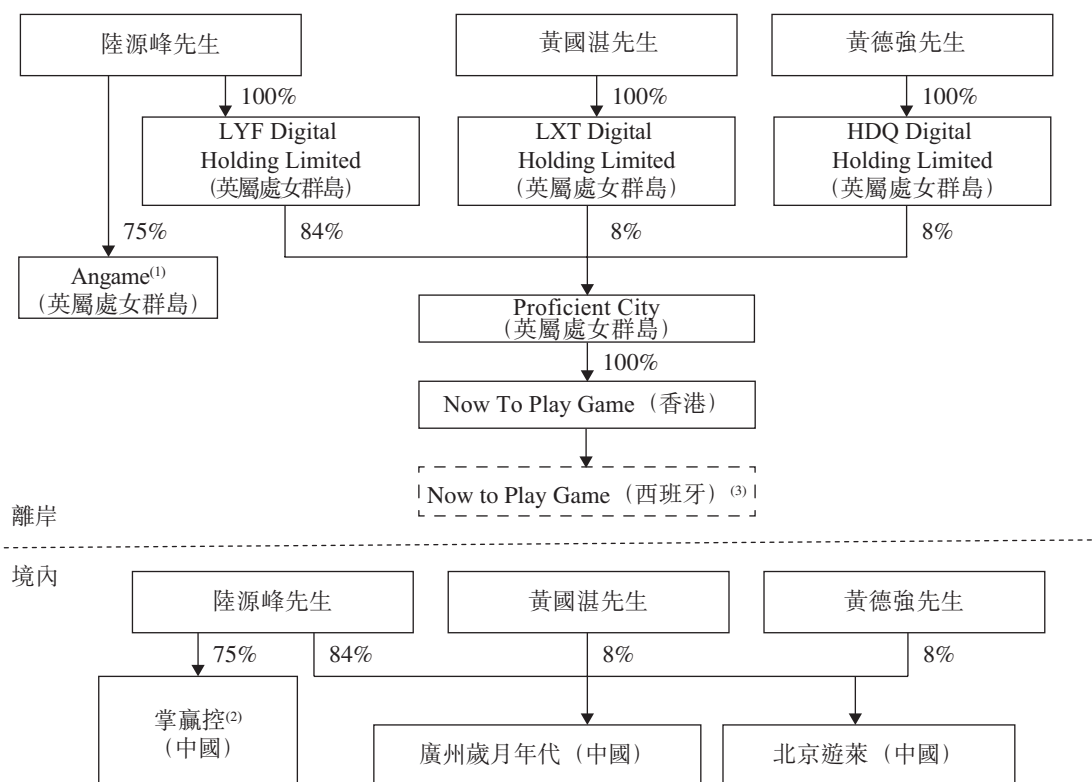 陸源峰先生
黃國湛先生
黃德強先生
100%
100%
100%
LYF Digital
Holding Limited
(英屬處女群島)
LXT Digital
Holding Limited
(英屬處女群島)
HDQ Digital
Holding Limited
(英屬處女群島)
75%
84%
8%
8%
Angame(1)
(英屬處女群島)
Proficient City
(英屬處女群島)
100%
Now To Play Game (香港)
Now to Play Game (西班牙) (3)
離岸
境內
陸源峰先生
黃國湛先生
黃德強先生
75%
84%
8%
8%
掌贏控(2)
(中國)
廣州歲月年代 (中國)
北京遊萊 (中國)